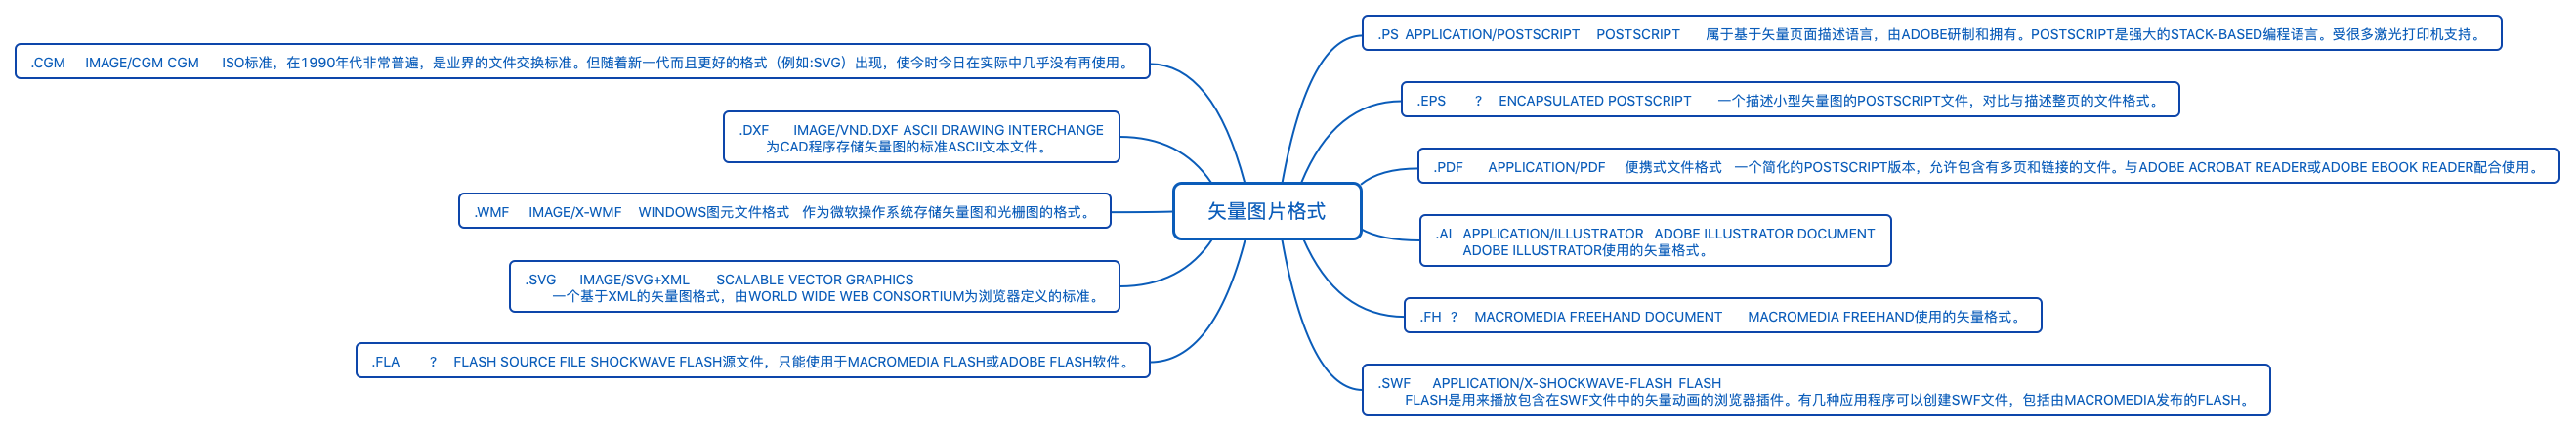 矢量图片格式
.PS APPLICATION/POSTSCRIPT POSTSCRIPT 属于基于矢量页面描述语言，由ADOBE研制和拥有。POSTSCRIPT是强大的STACK-BASED编程语言。受很多激光打印机支持。
.EPS ? ENCAPSULATED POSTSCRIPT 一个描述小型矢量图的POSTSCRIPT文件，对比与描述整页的文件格式。
.PDF APPLICATION/PDF 便携式文件格式 一个简化的POSTSCRIPT版本，允许包含有多页和链接的文件。与ADOBE ACROBAT READER或ADOBE EBOOK READER配合使用。
.AI APPLICATION/ILLUSTRATOR ADOBE ILLUSTRATOR DOCUMENT
ADOBE ILLUSTRATOR使用的矢量格式。
.FH ? MACROMEDIA FREEHAND DOCUMENT MACROMEDIA FREEHAND使用的矢量格式。
.SWF APPLICATION/X-SHOCKWAVE-FLASH FLASH
FLASH是用来播放包含在SWF文件中的矢量动画的浏览器插件。有几种应用程序可以创建SWF文件，包括由MACROMEDIA发布的FLASH。
.CGM IMAGE/CGM CGM ISO标准，在1990年代非常普遍，是业界的文件交换标准。但随着新一代而且更好的格式（例如:SVG）出现，使今时今日在实际中几乎没有再使用。
.DXF IMAGE/VND.DXF ASCII DRAWING INTERCHANGE
为CAD程序存储矢量图的标准ASCII文本文件。
.WMF IMAGE/X-WMF WINDOWS图元文件格式 作为微软操作系统存储矢量图和光栅图的格式。
.SVG IMAGE/SVG+XML SCALABLE VECTOR GRAPHICS
一个基于XML的矢量图格式，由WORLD WIDE WEB CONSORTIUM为浏览器定义的标准。
.FLA ? FLASH SOURCE FILE SHOCKWAVE FLASH源文件，只能使用于MACROMEDIA FLASH或ADOBE FLASH软件。